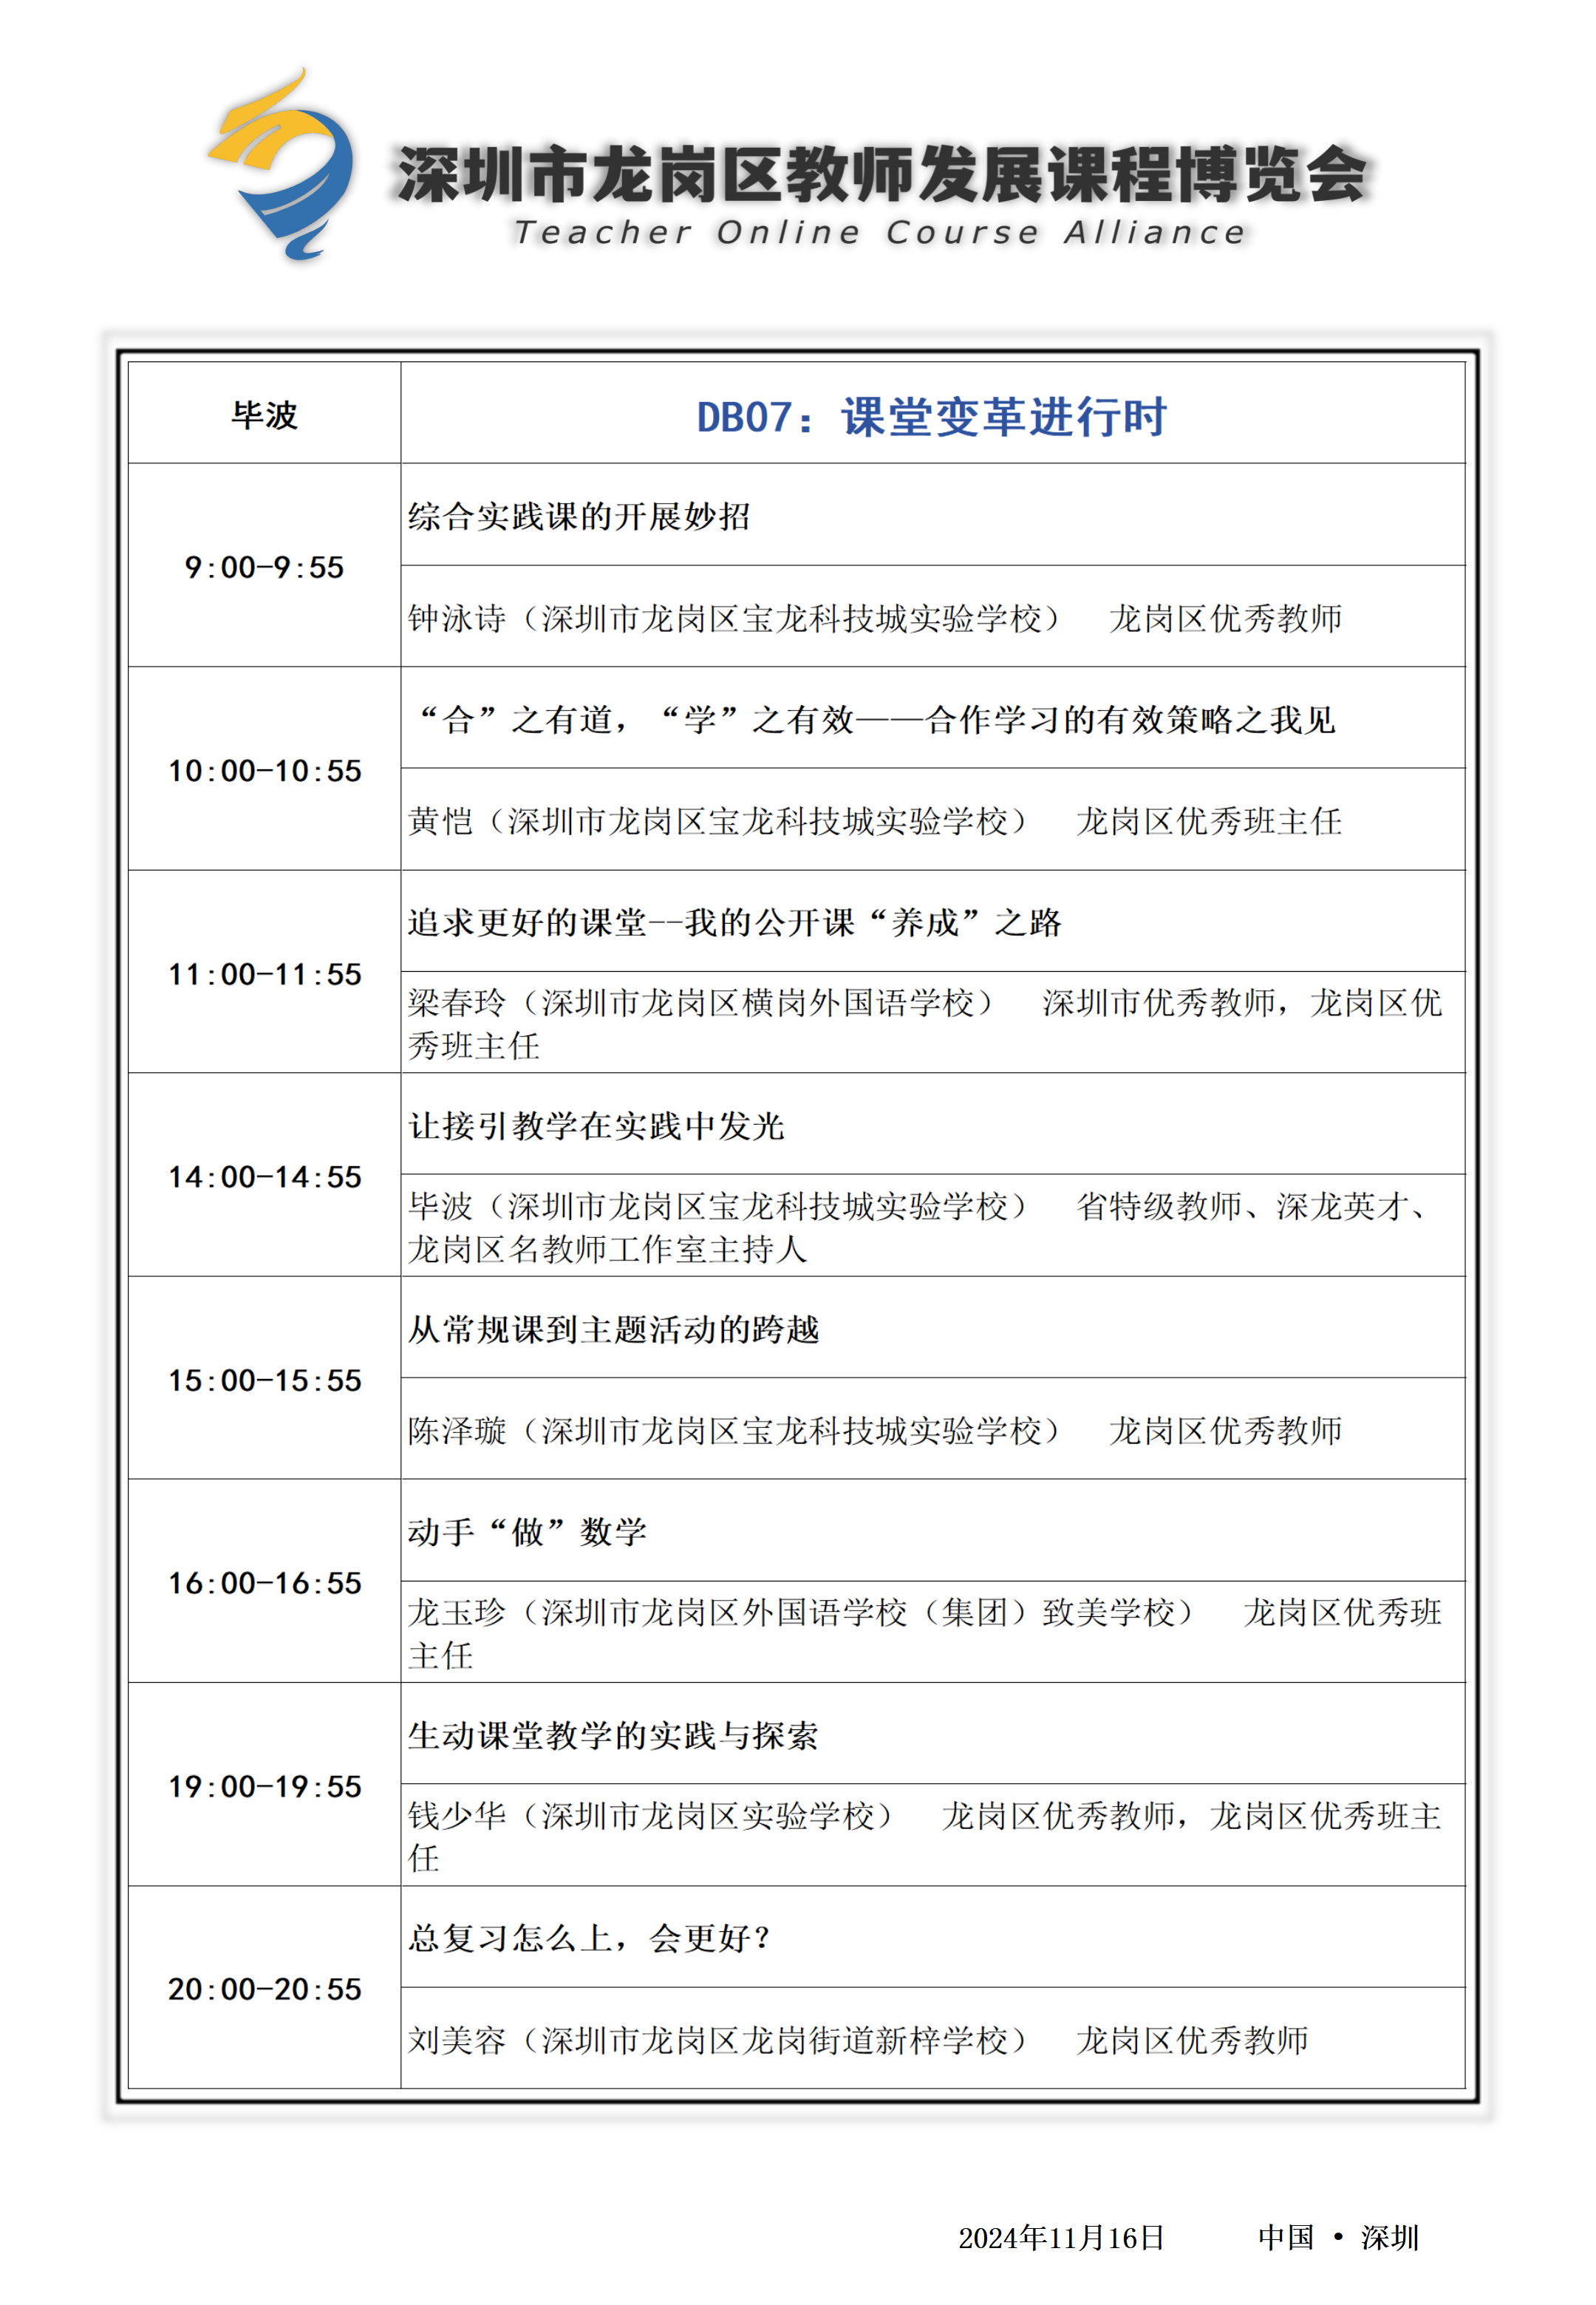 深圳市龙岗区教师发展课程博览会
Teacher Online Course Alliance
毕波
DB07：课堂变革进行时
9:00-9:55
综合实践课的开展妙招
钟泳诗（深圳市龙岗区宝龙科技城实验学校） 龙岗区优秀教师
10:00-10:55
“合”之有道，“学”之有效——合作学习的有效策略之我见
黄恺（深圳市龙岗区宝龙科技城实验学校） 龙岗区优秀班主任
11:00-11:55
追求更好的课堂--我的公开课“养成”之路
梁春玲（深圳市龙岗区横岗外国语学校） 深圳市优秀教师，龙岗区优
秀班主任
14:00-14:55
让接引教学在实践中发光
毕波（深圳市龙岗区宝龙科技城实验学校） 省特级教师、深龙英才、
龙岗区名教师工作室主持人
15:00-15:55
从常规课到主题活动的跨越
陈泽璇（深圳市龙岗区宝龙科技城实验学校） 龙岗区优秀教师
16:00-16:55
动手“做”数学
龙玉珍（深圳市龙岗区外国语学校（集团）致美学校） 龙岗区优秀班
主任
19:00-19:55
生动课堂教学的实践与探索
钱少华（深圳市龙岗区实验学校） 龙岗区优秀教师，龙岗区优秀班主
任
20:00-20:55
总复习怎么上，会更好？
刘美容（深圳市龙岗区龙岗街道新梓学校） 龙岗区优秀教师
2024年11月16日 中国 • 深圳